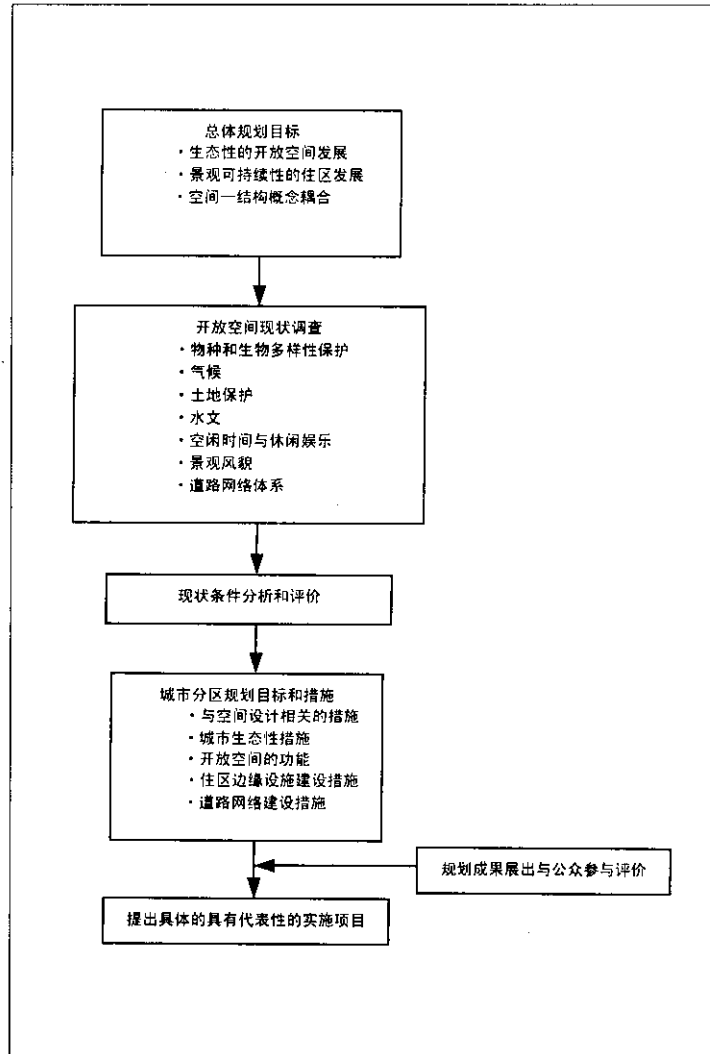 总体规划目标
·生态性的开放空间发展
·景观可持续性的住区发展
·空间—结构概念耦合
开放空间现状调查
·物种和生物多样性保护
·气候
·土地保护
·水文
·空闲时间与休闲娱乐
·景观风貌
·道路网络体系
现状条件分析和评价
城市分区规划目标和措施
·与空间设计相关的措施
·城市生态性措施
·开放空间的功能
·住区边缘设施建设措施
·道路网络建设措施
规划成果展出与公众参与评价
提出具体的具有代表性的实施项目